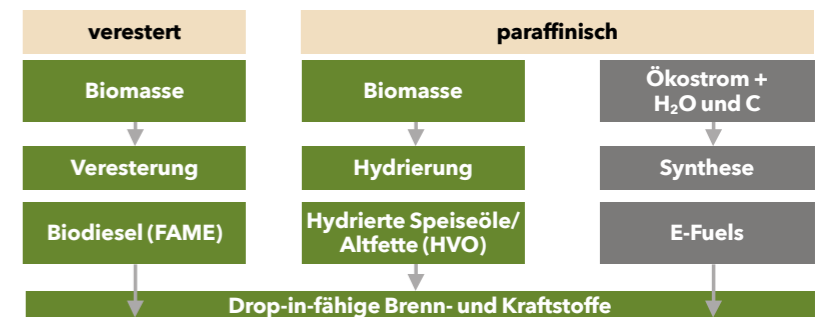 verestert
paraffinisch
Biomasse
Biomasse
Ökostrom +
H₂O und C
Veresterung
Hydrierung
Synthese
Biodiesel (FAME)
Hydrierte Speiseöle/
Altfette (HVO)
E-Fuels
Drop-in-fähige Brenn- und Kraftstoffe